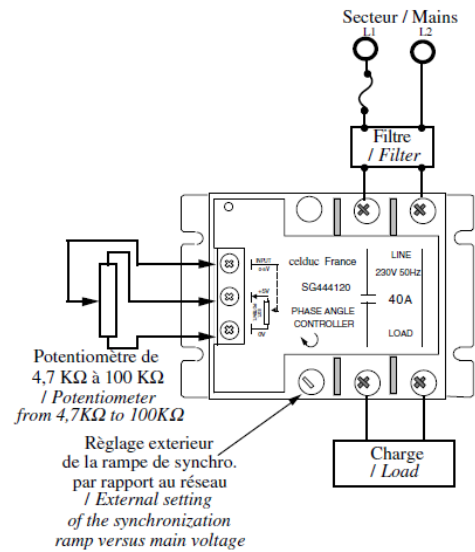 Secteur / Mains
L1 L2
Filtre
/ Filter
INPUT
celduc France
LINE
230V 50Hz
+5V
SG444120
40A
PHASE ANGLE
CONTROLLER
0V
LOAD
Potentiomètre de
4,7 KΩ à 100 KΩ
/ Potentiometer
from 4,7KΩ to 100KΩ
Règlage exterieur
de la rampe de synchro.
par rapport au réseau
/ External setting
of the synchronization
ramp versus main voltage
Charge
/ Load